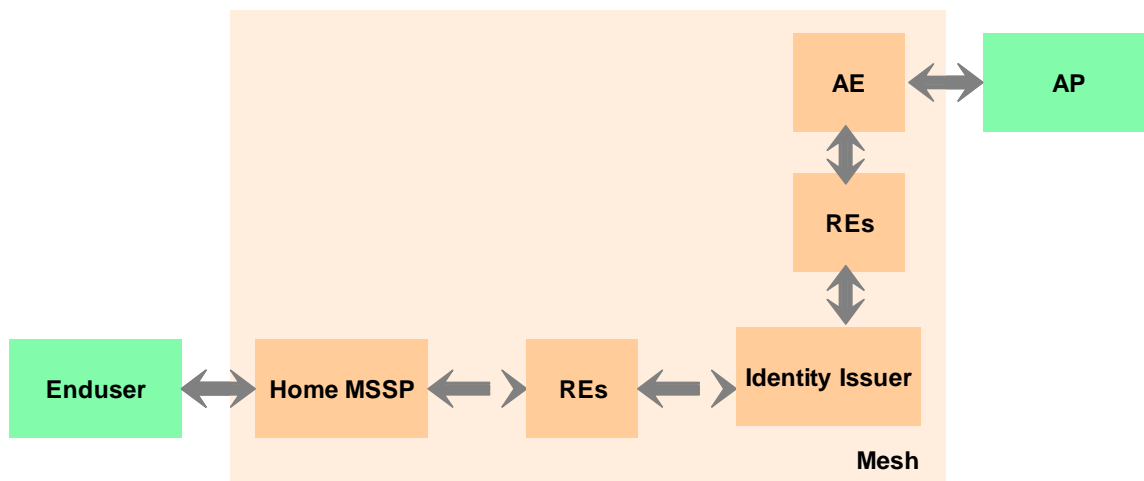 AE
AP
REs
Enduser
Home MSSP
REs
Identity Issuer
Mesh